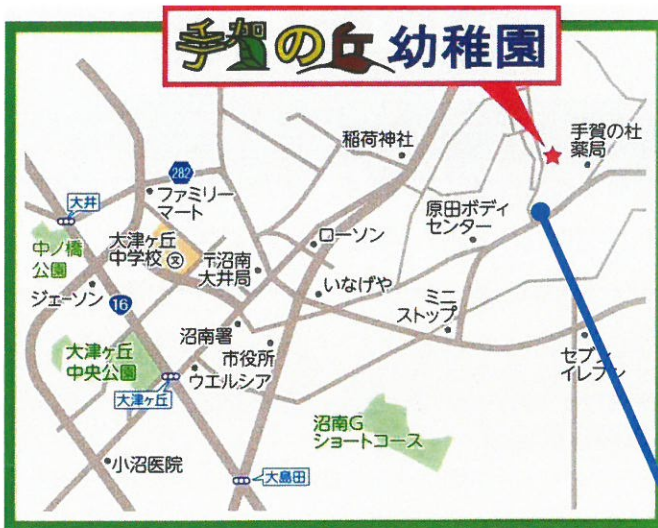 手賀の丘 幼稚園
手賀の杜
薬局
稲荷神社
282
ファミリー
マート
大井
原田ボディ
センター
大津ヶ丘
中学校
文
ローソン
中ノ橋
公園
〒沼南
大井局
いなげや
ジェーソン
16
ミニ
ストップ
沼南署
市役所
大津ヶ丘
中央公園
ウエルシア
セブン
イレブン
大津ヶ丘
沼南G
ショートコース
小沼医院
大島田